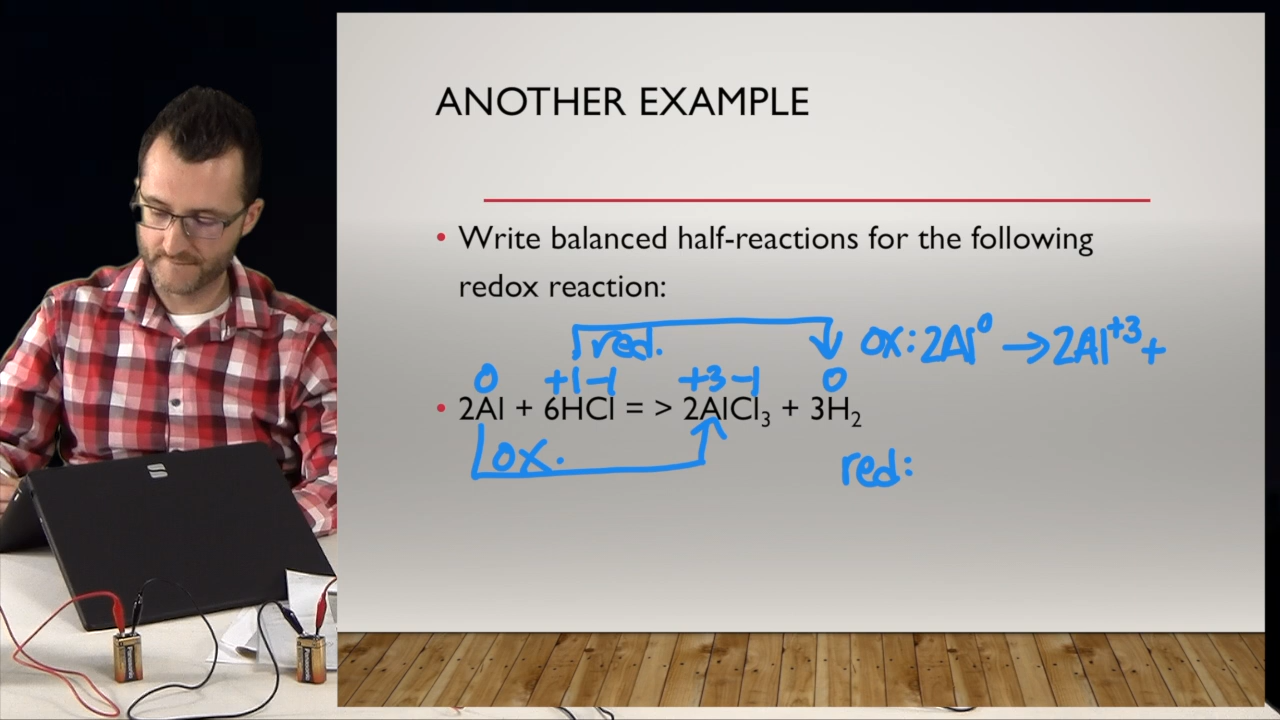 ANOTHER EXAMPLE
• Write balanced half-reactions for the following
redox reaction:
red.
ox: 2Al⁰ → 2Al⁺³ +
0 +1 -1 +3 -1 0
• 2Al + 6HCl = > 2AlCl₃ + 3H₂
ox.
red: